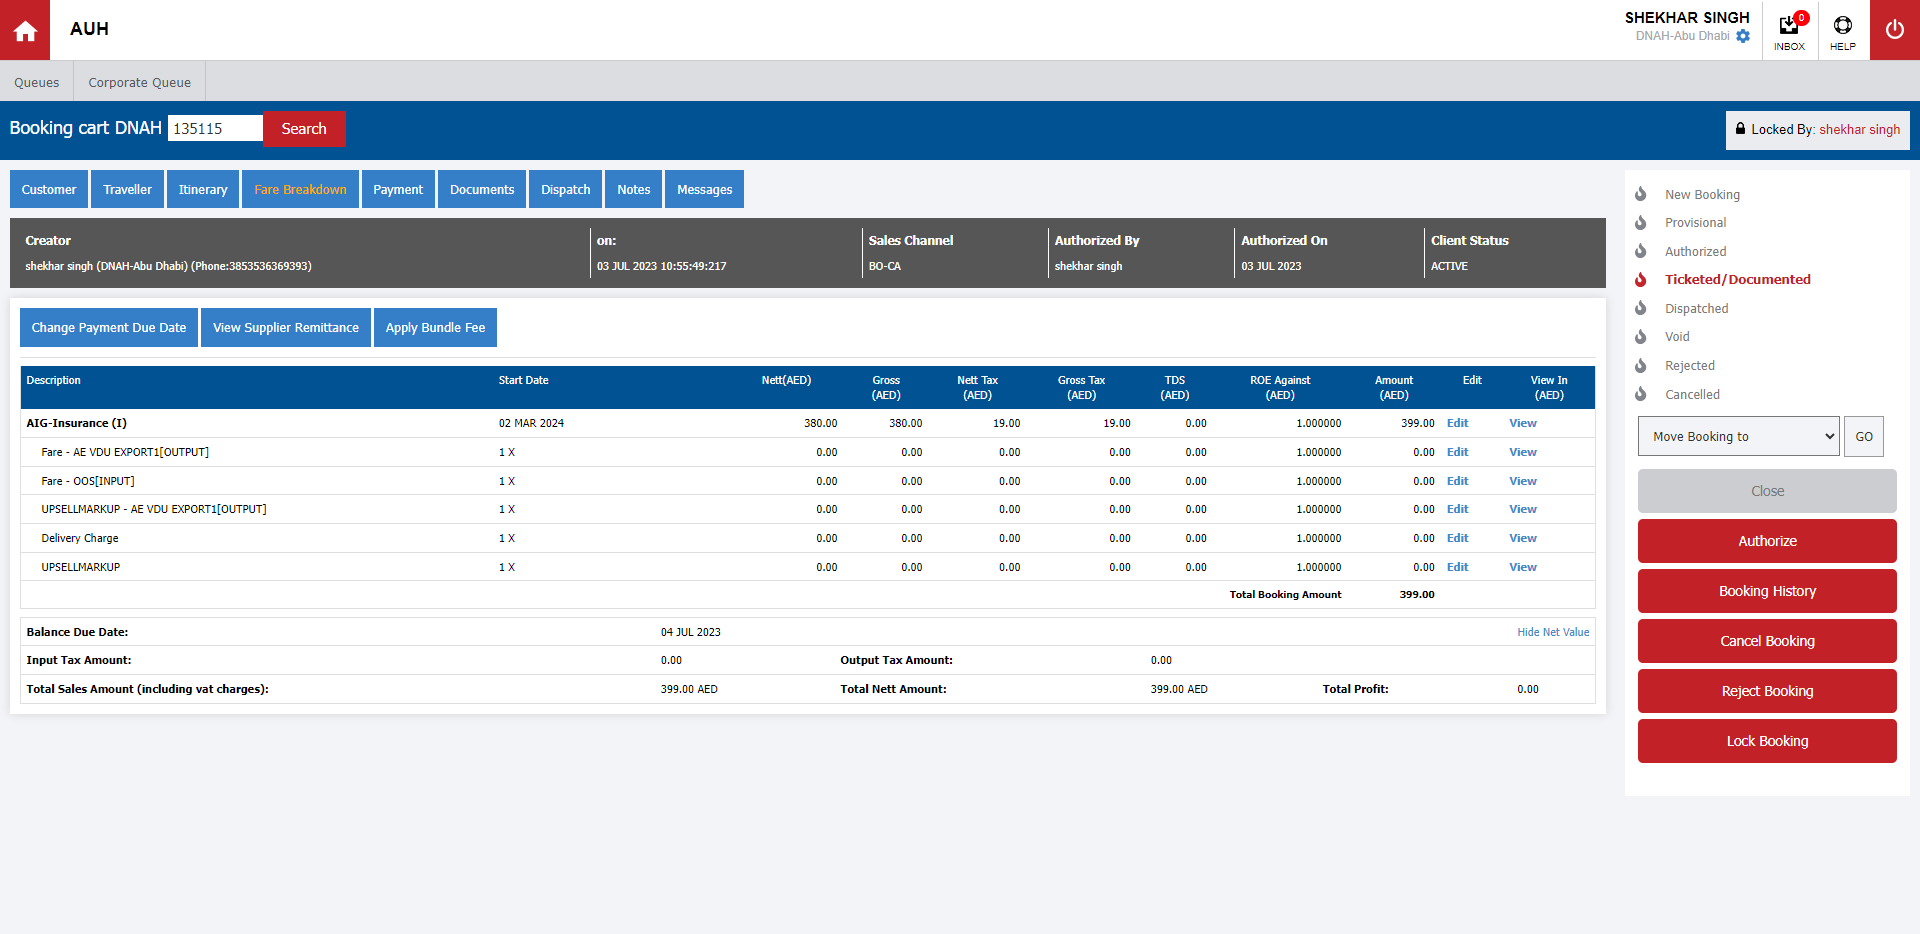 AUH
SHEKHAR SINGH
DNAH-Abu Dhabi
0
INBOX
HELP
Queues
Corporate Queue
Booking cart DNAH 135115 Search
Locked By: shekhar singh
Customer Traveller Itinerary Fare Breakdown Payment Documents Dispatch Notes Messages
Creator on: Sales Channel Authorized By Authorized On Client Status
shekhar singh (DNAH-Abu Dhabi) (Phone:3853536369393) 03 JUL 2023 10:55:49:217 BO-CA shekhar singh 03 JUL 2023 ACTIVE
Change Payment Due Date View Supplier Remittance Apply Bundle Fee
Description Start Date Nett(AED) Gross (AED) Nett Tax (AED) Gross Tax (AED) TDS (AED) ROE Against (AED) Amount (AED) Edit View In (AED)
AIG-Insurance (I) 02 MAR 2024 380.00 380.00 19.00 19.00 0.00 1.000000 399.00 Edit View
Fare - AE VDU EXPORT1[OUTPUT] 1 X 0.00 0.00 0.00 0.00 0.00 1.000000 0.00 Edit View
Fare - OOS[INPUT] 1 X 0.00 0.00 0.00 0.00 0.00 1.000000 0.00 Edit View
UPSELLMARKUP - AE VDU EXPORT1[OUTPUT] 1 X 0.00 0.00 0.00 0.00 0.00 1.000000 0.00 Edit View
Delivery Charge 1 X 0.00 0.00 0.00 0.00 0.00 1.000000 0.00 Edit View
UPSELLMARKUP 1 X 0.00 0.00 0.00 0.00 0.00 1.000000 0.00 Edit View
Total Booking Amount 399.00
Balance Due Date: 04 JUL 2023 Hide Net Value
Input Tax Amount: 0.00 Output Tax Amount: 0.00
Total Sales Amount (including vat charges): 399.00 AED Total Nett Amount: 399.00 AED Total Profit: 0.00
New Booking
Provisional
Authorized
Ticketed/Documented
Dispatched
Void
Rejected
Cancelled
Move Booking to GO
Close
Authorize
Booking History
Cancel Booking
Reject Booking
Lock Booking